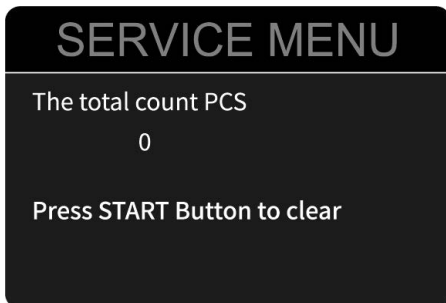 SERVICE MENU
The total count PCS
0
Press START Button to clear